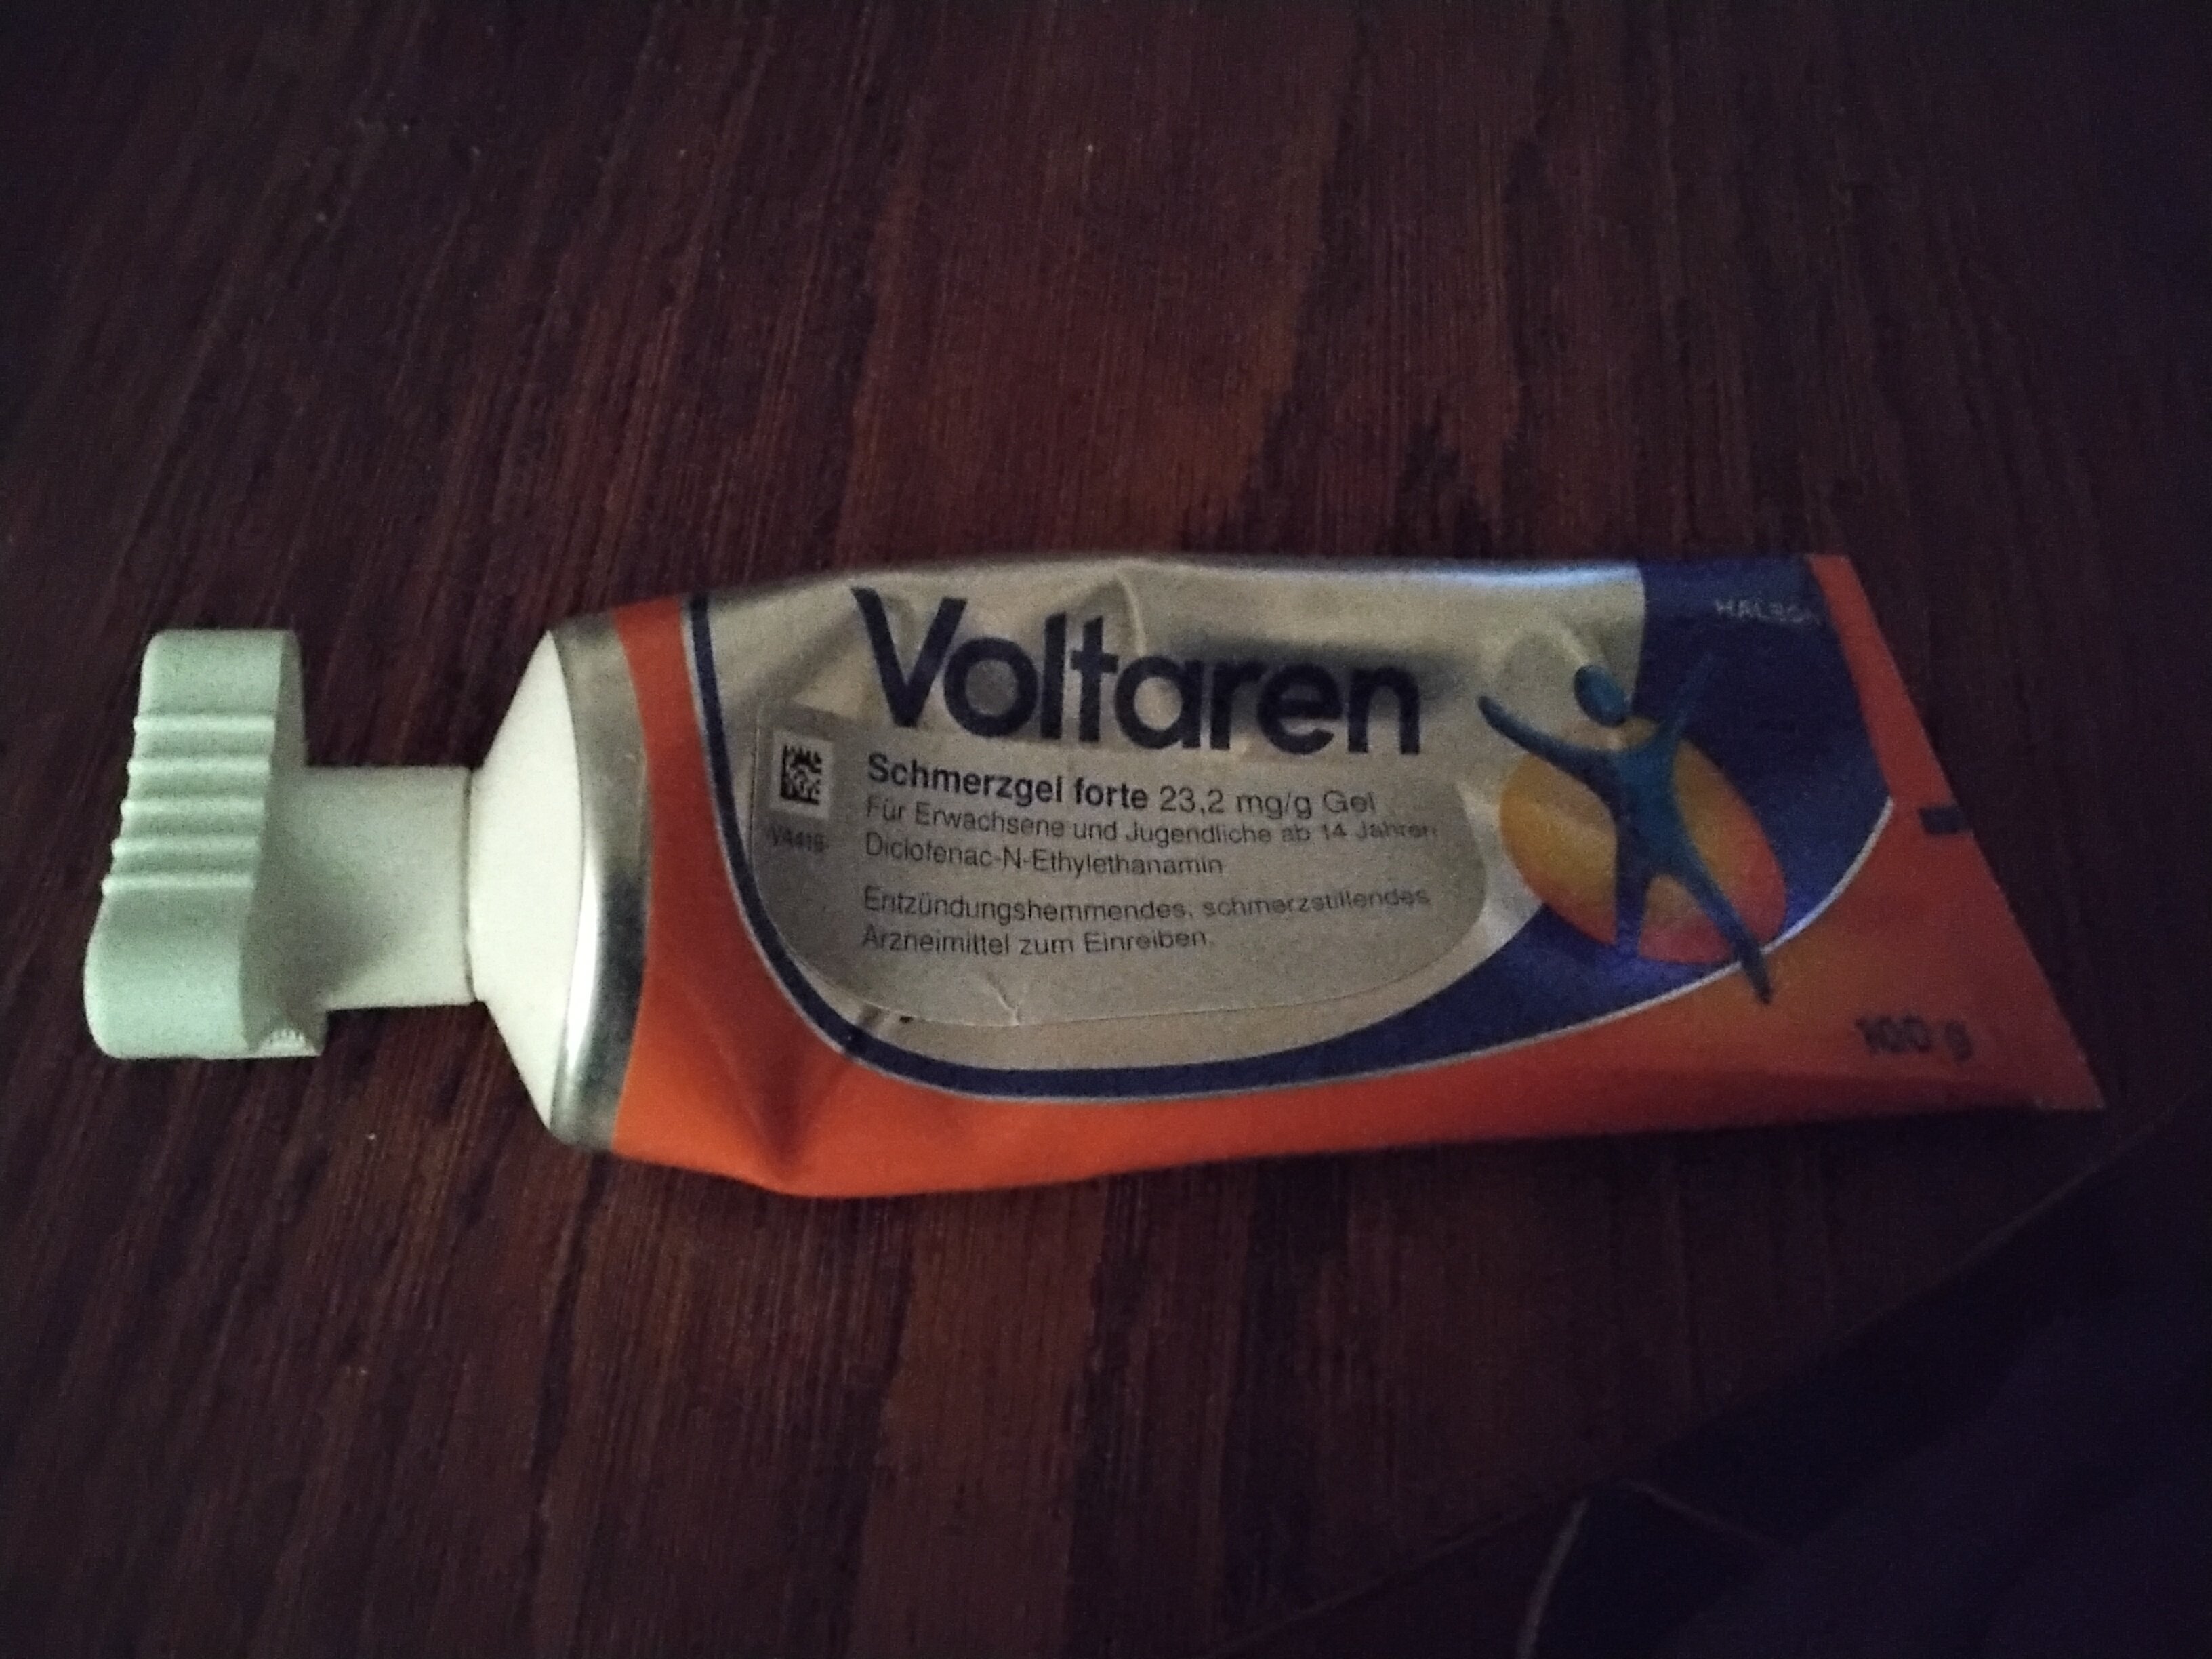 HALEON
Voltaren
Schmerzgel forte 23,2 mg/g Gel
Für Erwachsene und Jugendliche ab 14 Jahren
Diclofenac-N-Ethylethanamin
Entzündungshemmendes, schmerzstillendes
Arzneimittel zum Einreiben.
100 g